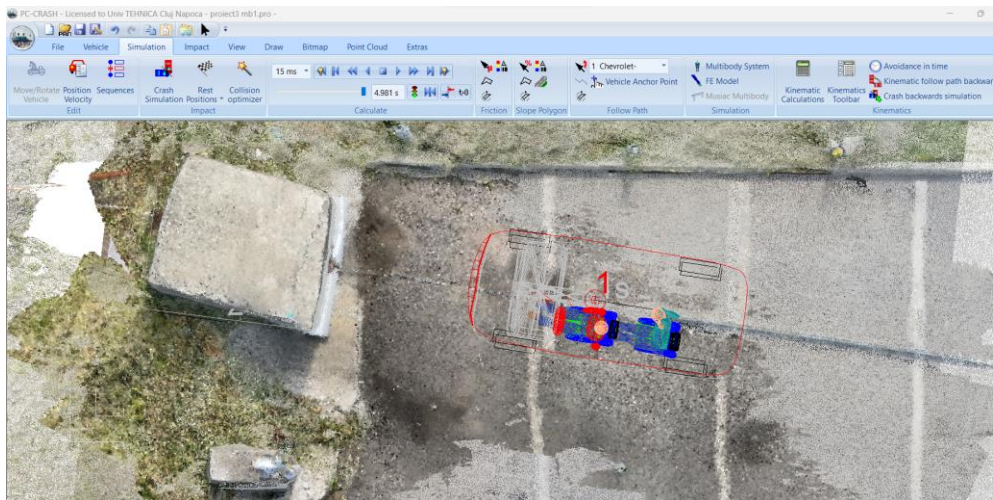 PC-CRASH - Licensed to Univ TEHNICA Cluj Napoca - project3 mb1.pro -
File Vehicle Simulation Impact View Draw Bitmap Point Cloud Extras
15 ms
1 Chevrolet-
Multibody System
Avoidance in time
Vehicle Anchor Point
FE Model
Kinematic follow path backwar
Move/Rotate Vehicle
Position Velocity
Sequences
Crash Simulation
Rest Positions
Collision optimizer
4.981 s
t=0
Kinematic Calculations
Kinematics Toolbar
Crash backwards simulation
Edit Impact Calculate Friction Slope Polygon Follow Path Simulation Kinematics
1